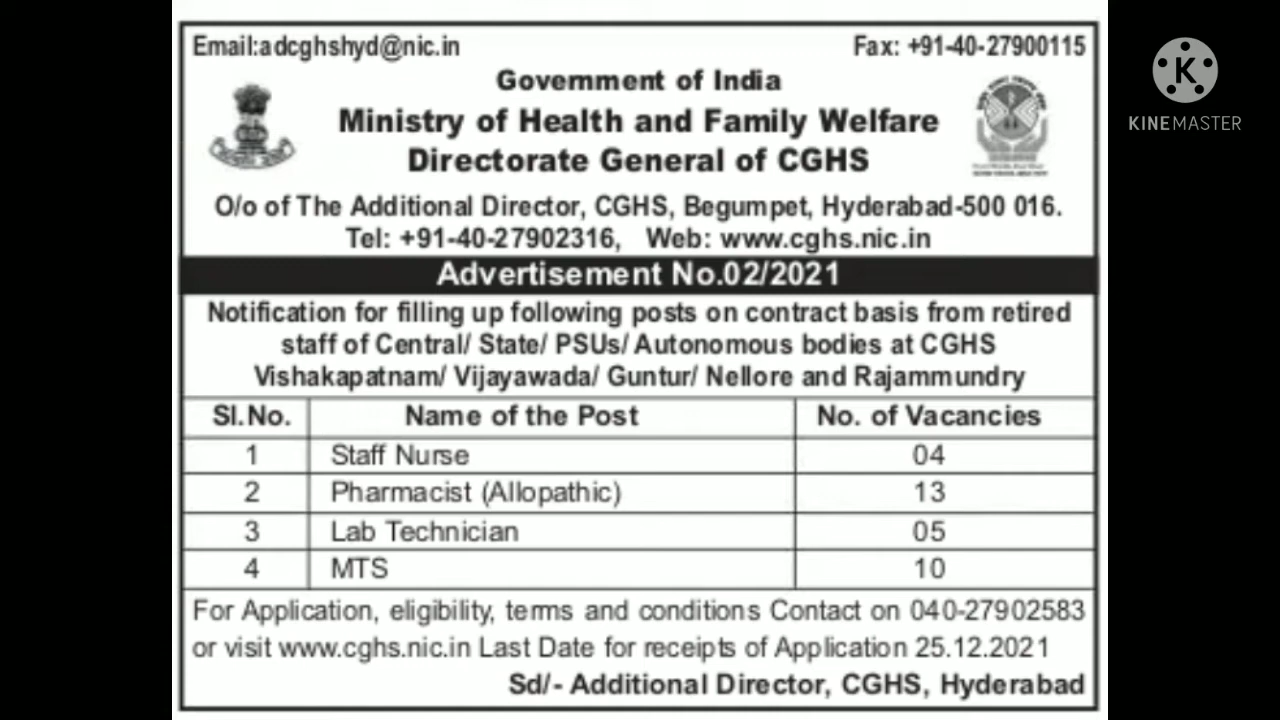 Email:adcghshyd@nic.in Fax: +91-40-27900115
Government of India
Ministry of Health and Family Welfare
Directorate General of CGHS
O/o of The Additional Director, CGHS, Begumpet, Hyderabad-500 016.
Tel: +91-40-27902316, Web: www.cghs.nic.in
Advertisement No.02/2021
Notification for filling up following posts on contract basis from retired
staff of Central/ State/ PSUs/ Autonomous bodies at CGHS
Vishakapatnam/ Vijayawada/ Guntur/ Nellore and Rajammundry
Sl.No. Name of the Post No. of Vacancies
1 Staff Nurse 04
2 Pharmacist (Allopathic) 13
3 Lab Technician 05
4 MTS 10
For Application, eligibility, terms and conditions Contact on 040-27902583
or visit www.cghs.nic.in Last Date for receipts of Application 25.12.2021
Sd/- Additional Director, CGHS, Hyderabad
K
KINEMASTER